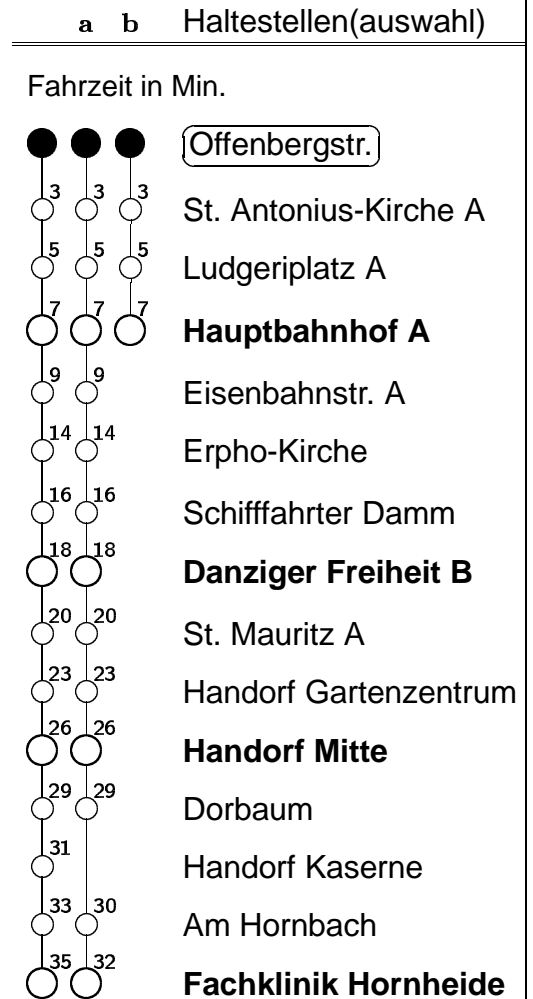 a b Haltestellen(auswahl)
Fahrzeit in Min.
Offenbergstr.
3 3 3 St. Antonius-Kirche A
5 5 5 Ludgeriplatz A
7 7 7 Hauptbahnhof A
9 9 Eisenbahnstr. A
14 14 Erpho-Kirche
16 16 Schifffahrter Damm
18 18 Danziger Freiheit B
20 20 St. Mauritz A
23 23 Handorf Gartenzentrum
26 26 Handorf Mitte
29 29 Dorbaum
31 Handorf Kaserne
33 30 Am Hornbach
35 32 Fachklinik Hornheide